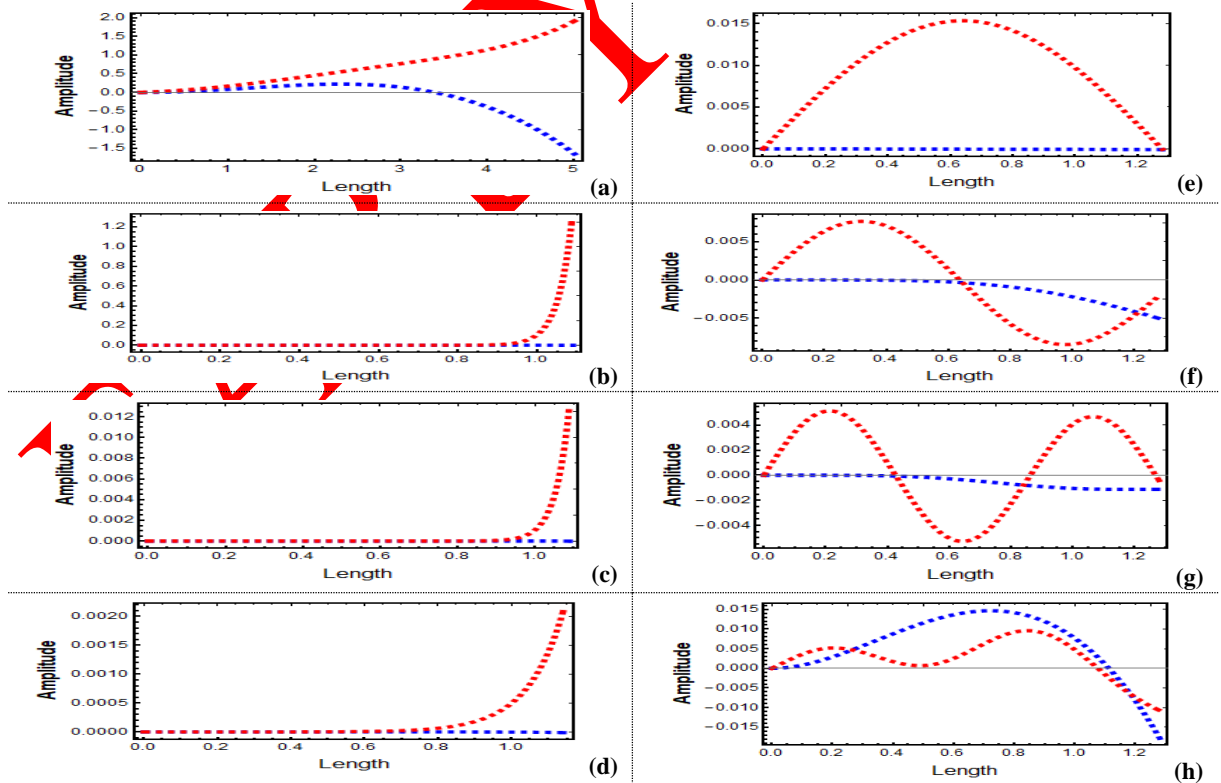 2.0
1.5
1.0
0.5
0.0
-0.5
1.0
-1.5
Amplitude
0 1 2 3 4 5
Length
(a)
1.2
1.0
0.8
0.6
0.4
0.2
0.0
Amplitude
0.0 0.2 0.4 0.6 0.8 1.0
Length
(b)
0.012
0.010
0.008
0.006
0.004
0.002
0.000
Amplitude
0.0 0.2 0.4 0.6 0.8 1.0
Length
(c)
0.0020
0.0015
0.0010
0.0005
0.0000
Amplitude
0.0 0.2 0.4 0.6 0.8 1.0
Length
(d)
0.015
0.010
0.005
0.000
Amplitude
0.0 0.2 0.4 0.6 0.8 1.0 1.2
Length
(e)
0.005
0.000
-0.005
Amplitude
0.0 0.2 0.4 0.6 0.8 1.0 1.2
Length
(f)
0.004
0.002
0.000
-0.002
-0.004
Amplitude
0.0 0.2 0.4 0.6 0.8 1.0 1.2
Length
(g)
0.015
0.010
0.005
0.000
-0.005
-0.010
-0.015
Amplitude
0.0 0.2 0.4 0.6 0.8 1.0 1.2
Length
(h)